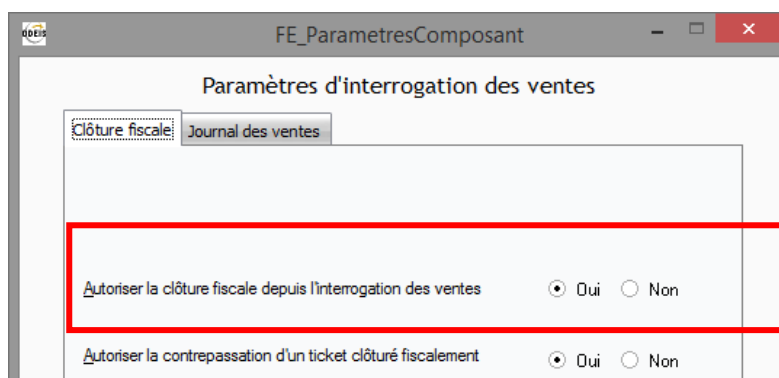 ODEIS
FE_ParametresComposant
Paramètres d'interrogation des ventes
Clôture fiscale Journal des ventes
Autoriser la clôture fiscale depuis l'interrogation des ventes Oui Non
Autoriser la contrepassation d'un ticket clôturé fiscalement Oui Non